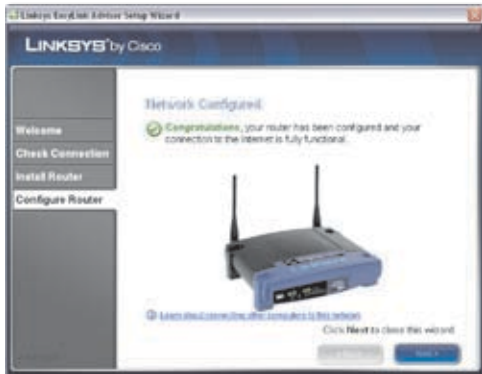 Linksys EasyLink Advisor Setup Wizard
LINKSYS by Cisco
Network Configured
Congratulations, your router has been configured and your
connection to the internet is fully functional.
Welcome
Check Connection
Install Router
Configure Router
Learn about connecting other computers to this network
Click Next to close this wizard
Next